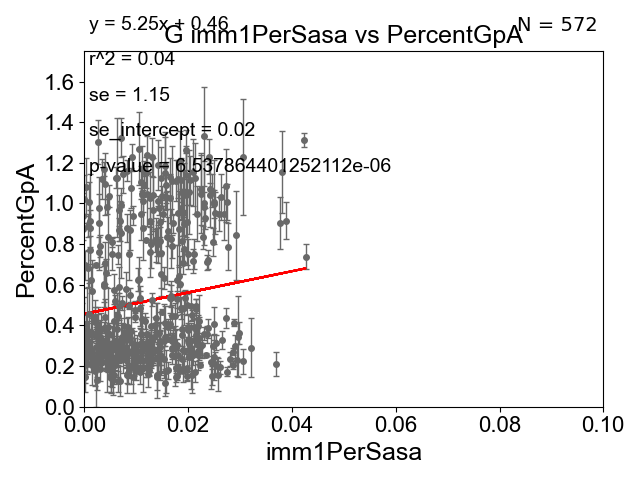 y = 5.25x + 0.46
N = 572
G imm1PerSasa vs PercentGpA
r^2 = 0.04
se = 1.15
se_intercept = 0.02
p-value = 6.537864401252112e-06
PercentGpA
1.6
1.4
1.2
1.0
0.8
0.6
0.4
0.2
0.0
0.00 0.02 0.04 0.06 0.08 0.10
imm1PerSasa